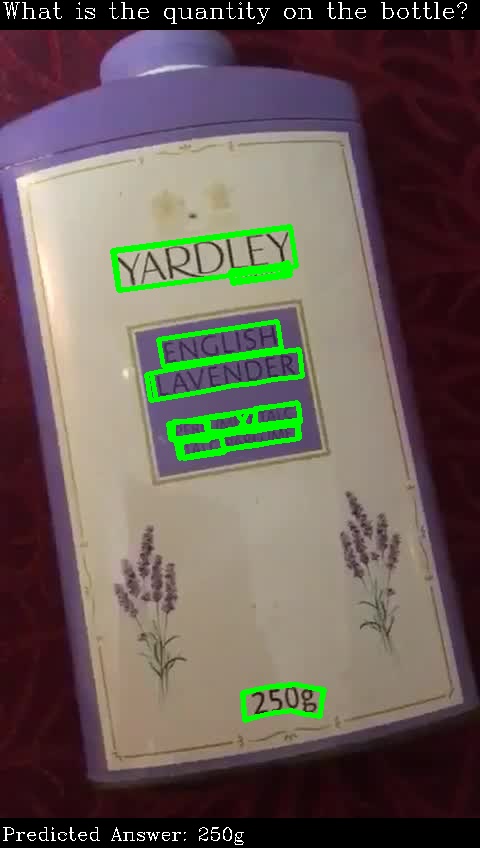 What is the quantity on the bottle?
YARDLEY
ENGLISH
LAVENDER
250g
Predicted Answer: 250g